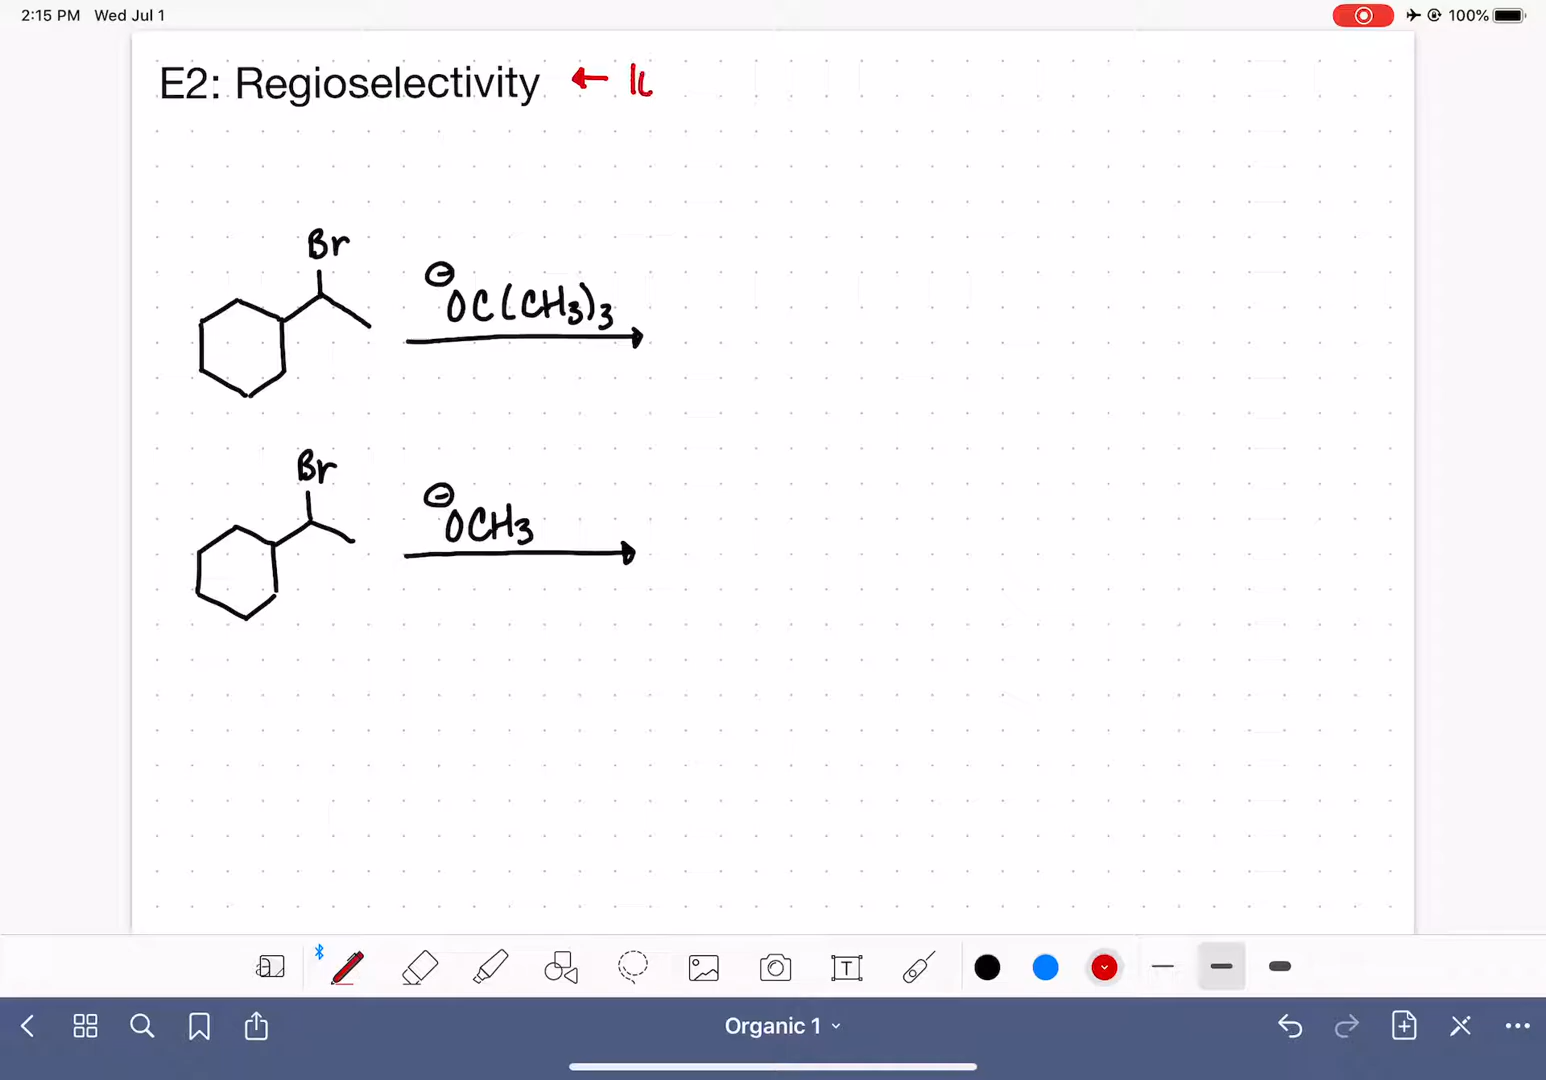 2:15 PM Wed Jul 1
100%
E2: Regioselectivity ←
Br
⊖
OC(CH3)3
Br
⊖
OCH3
T
Organic 1